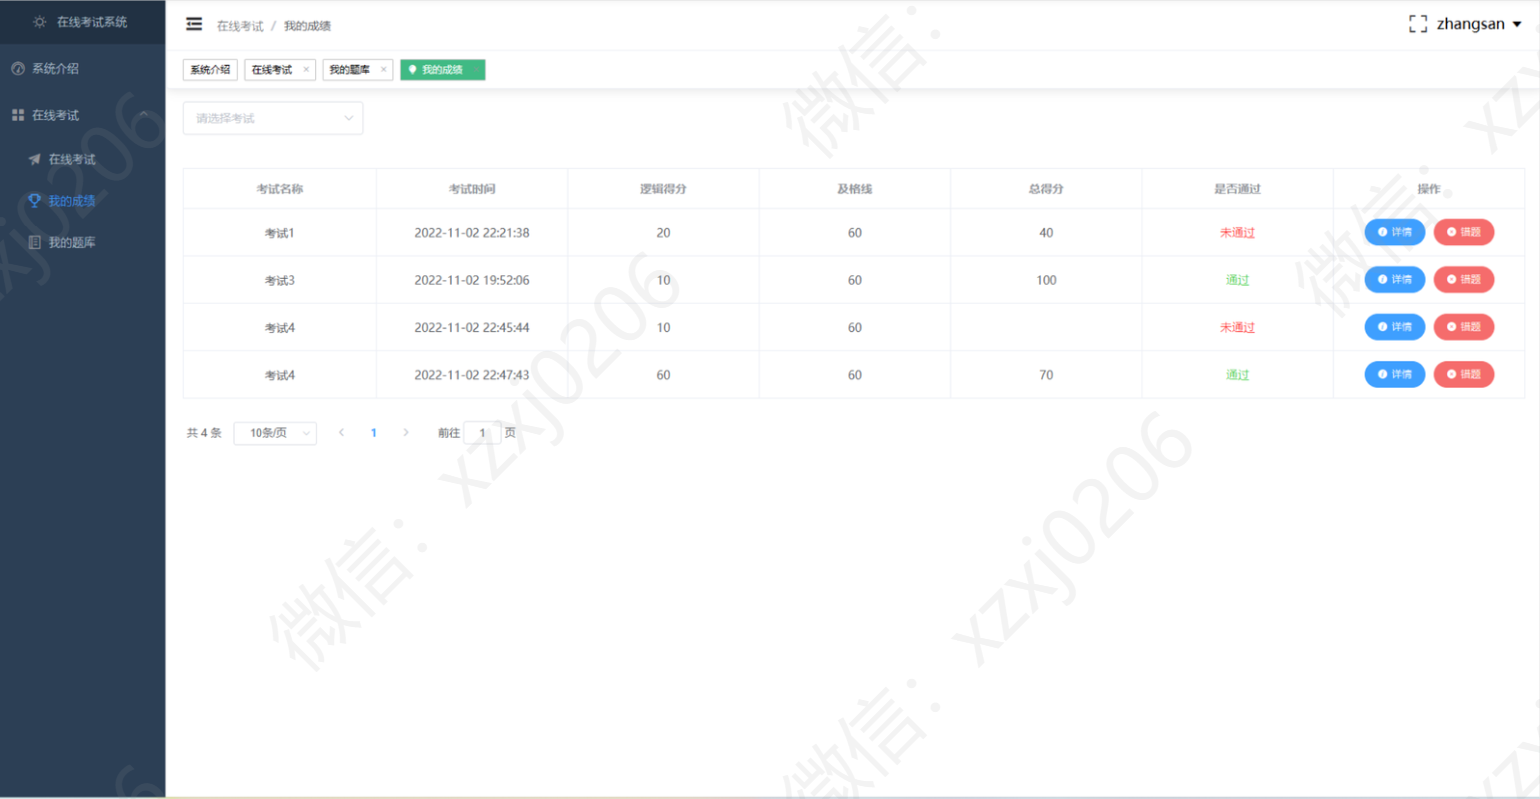 在线考试系统
在线考试 / 我的成绩
zhangsan
系统介绍
在线考试
在线考试
我的成绩
我的题库
系统介绍 在线考试 × 我的题库 × 我的成绩
请选择考试
考试名称 考试时间 逻辑得分 及格线 总得分 是否通过 操作
考试1 2022-11-02 22:21:38 20 60 40 未通过 详情 错题
考试3 2022-11-02 19:52:06 10 60 100 通过 详情 错题
考试4 2022-11-02 22:45:44 10 60 未通过 详情 错题
考试4 2022-11-02 22:47:43 60 60 70 通过 详情 错题
共 4 条 10条/页 < 1 > 前往 1 页
微信：xzxj0206
微信：xzxj0206
微信：xzxj0206
微信：
xzxj0206